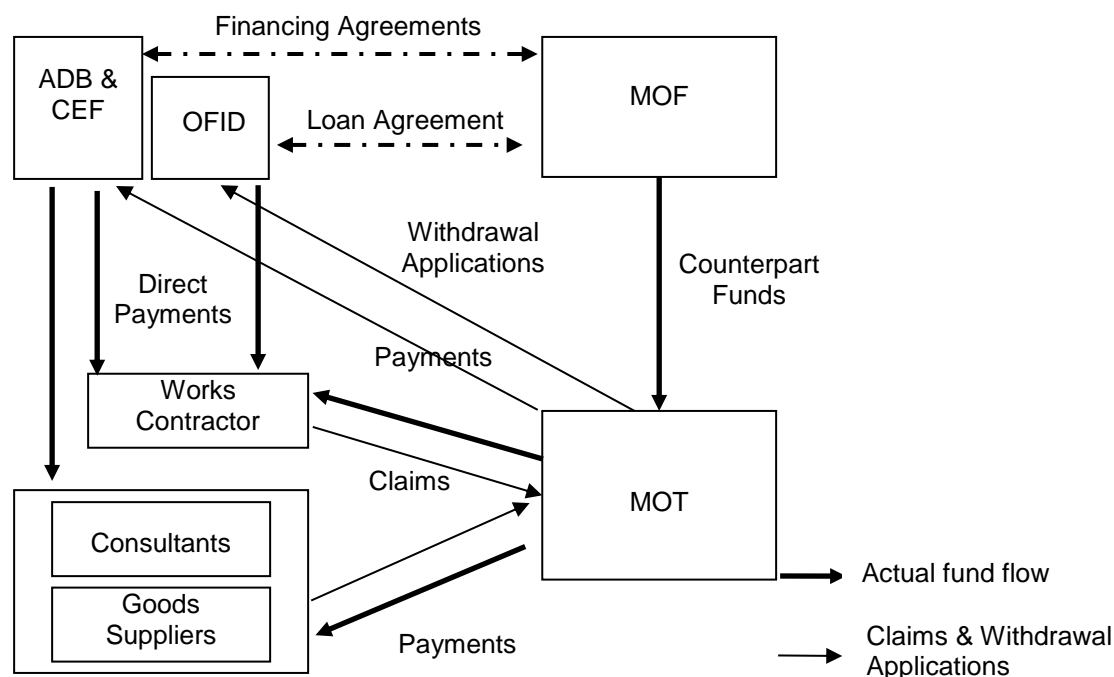 Financing Agreements
ADB &
CEF
OFID
MOF
Loan Agreement
Withdrawal
Applications
Counterpart
Funds
Direct
Payments
Payments
Works
Contractor
Claims
MOT
Consultants
Goods
Suppliers
Payments
Actual fund flow
Claims & Withdrawal
Applications